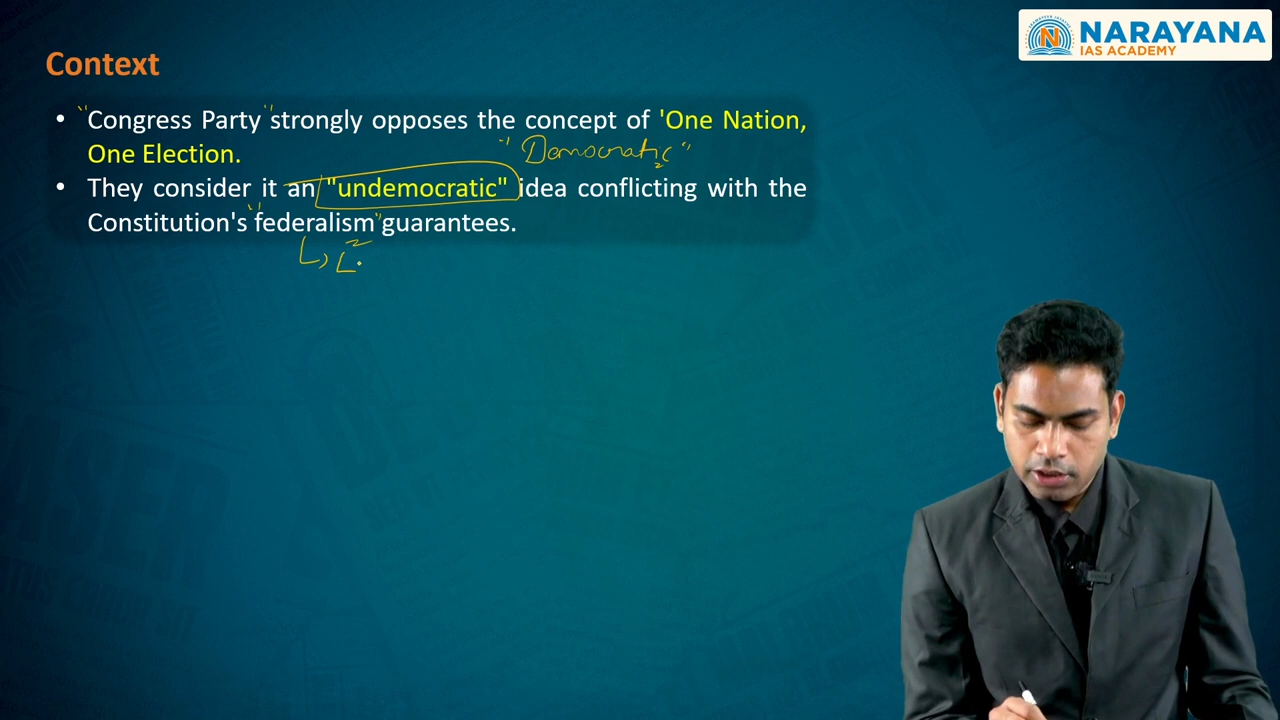 NARAYANA
IAS ACADEMY
Context
• "Congress Party" strongly opposes the concept of 'One Nation,
One Election.
"Democratic"
• They consider it an "undemocratic" idea conflicting with the
Constitution's "federalism" guarantees.